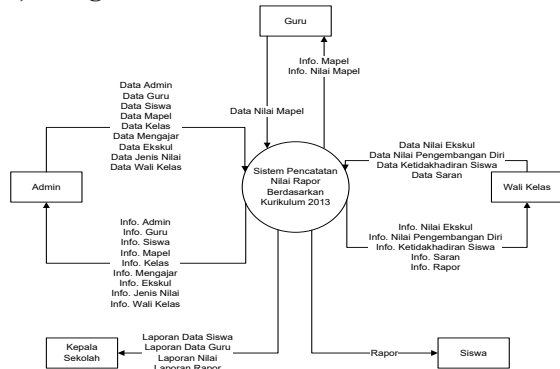 Guru
Info. Mapel
Info. Nilai Mapel
Data Nilai Mapel
Data Admin
Data Guru
Data Siswa
Data Mapel
Data Kelas
Data Mengajar
Data Ekskul
Data Jenis Nilai
Data Wali Kelas
Admin
Info. Admin
Info. Guru
Info. Siswa
Info. Mapel
Info. Kelas
Info. Mengajar
Info. Ekskul
Info. Jenis Nilai
Info. Wali Kelas
Sistem Pencatatan
Nilai Rapor
Berdasarkan
Kurikulum 2013
Data Nilai Ekskul
Data Nilai Pengembangan Diri
Data Ketidakhadiran Siswa
Data Saran
Wali Kelas
Info. Nilai Ekskul
Info. Nilai Pengembangan Diri
Info. Ketidakhadiran Siswa
Info. Saran
Info. Rapor
Kepala
Sekolah
Laporan Data Siswa
Laporan Data Guru
Laporan Nilai
Laporan Rapor
Rapor
Siswa